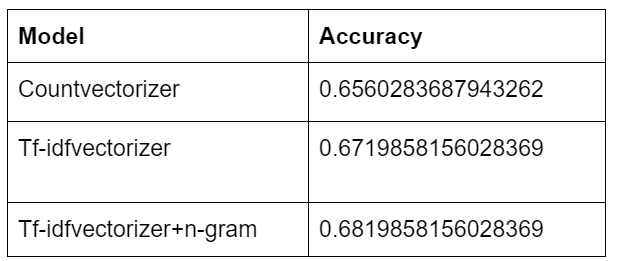 Model Accuracy
Countvectorizer 0.6560283687943262
Tf-idfvectorizer 0.6719858156028369
Tf-idfvectorizer+n-gram 0.6819858156028369